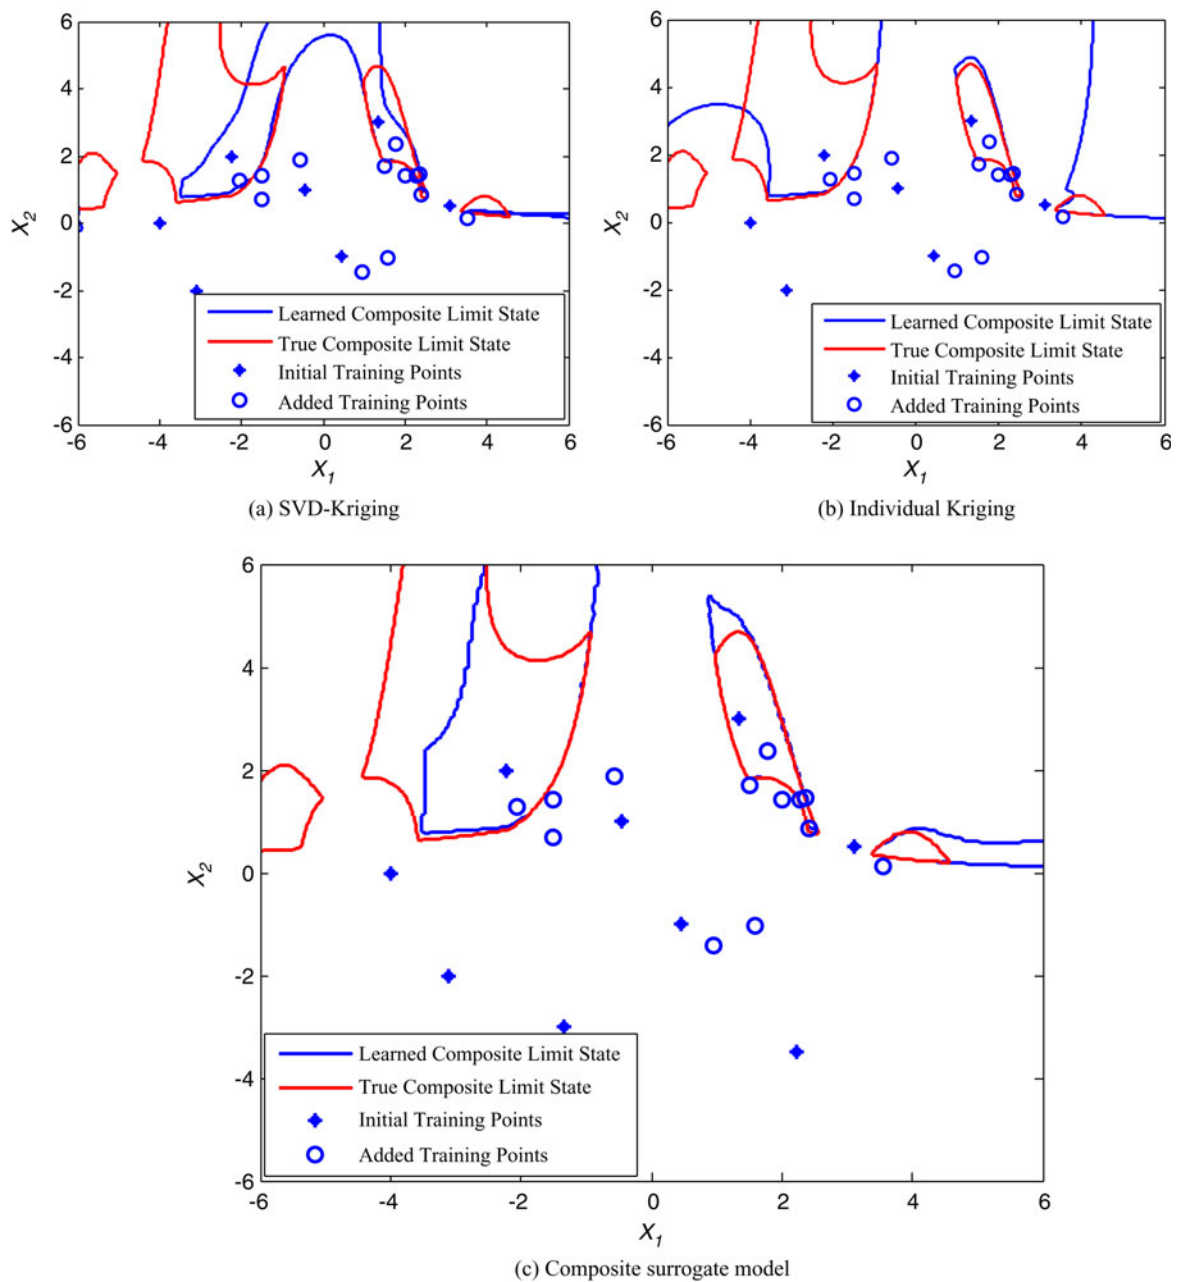 6
4
2
0
-2
-4
-6
X2
Learned Composite Limit State
True Composite Limit State
Initial Training Points
Added Training Points
-6 -4 -2 0 2 4 6
X1
(a) SVD-Kriging
6
4
2
0
-2
-4
-6
X2
Learned Composite Limit State
True Composite Limit State
Initial Training Points
Added Training Points
-6 -4 -2 0 2 4 6
X1
(b) Individual Kriging
6
4
2
0
-2
-4
-6
X2
Learned Composite Limit State
True Composite Limit State
Initial Training Points
Added Training Points
-6 -4 -2 0 2 4 6
X1
(c) Composite surrogate model